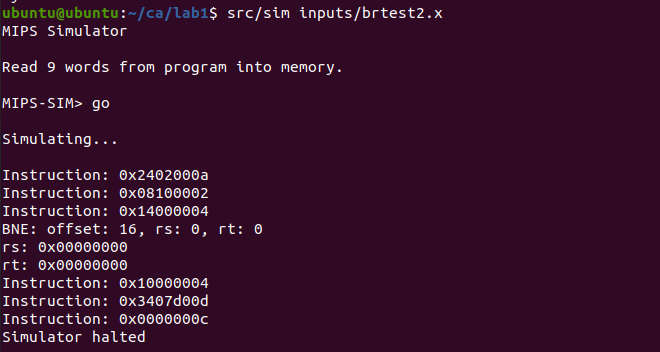 ubuntu@ubuntu:~/ca/lab1$ src/sim inputs/brtest2.x
MIPS Simulator
Read 9 words from program into memory.
MIPS-SIM> go
Simulating...
Instruction: 0x2402000a
Instruction: 0x08100002
Instruction: 0x14000004
BNE: offset: 16, rs: 0, rt: 0
rs: 0x00000000
rt: 0x00000000
Instruction: 0x10000004
Instruction: 0x3407d00d
Instruction: 0x0000000c
Simulator halted